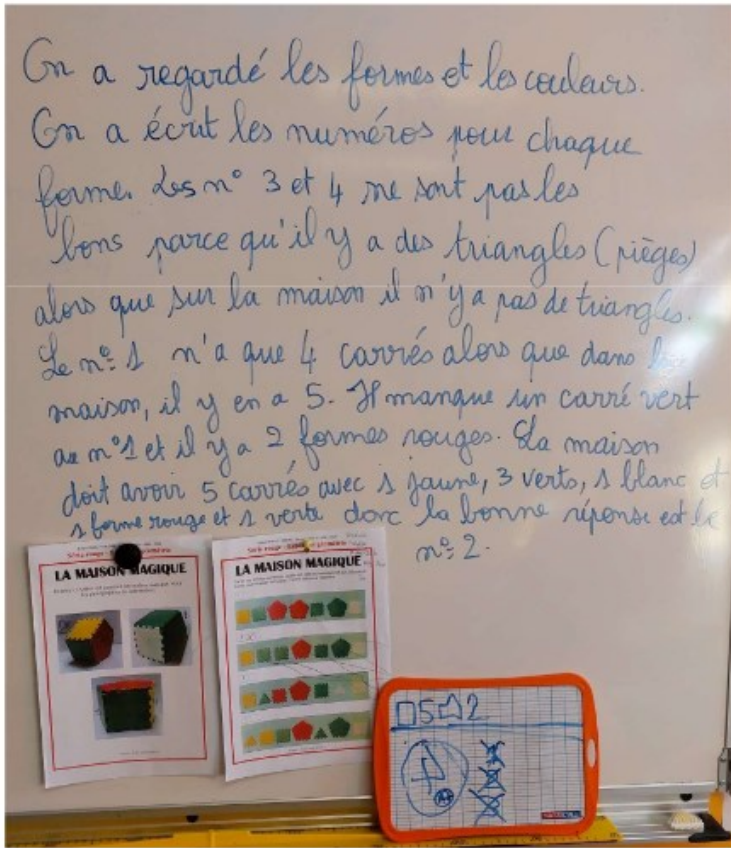 On a regardé les formes et les couleurs.
On a écrit les numéros pour chaque
forme. Les n° 3 et 4 ne sont pas les
bons parce qu'il y a des triangles (pièges)
alors que sur la maison il n'y a pas de triangles.
Le n° 1 n'a que 4 carrés alors que dans la
maison, il y en a 5. Il manque un carré vert
au n°1 et il y a 2 formes rouges. La maison
doit avoir 5 carrés avec 1 jaune, 3 verts, 1 blanc et
1 forme rouge et 1 verte donc la bonne réponse est le
n° 2.
LA MAISON MAGIQUE
LA MAISON MAGIQUE
5 2